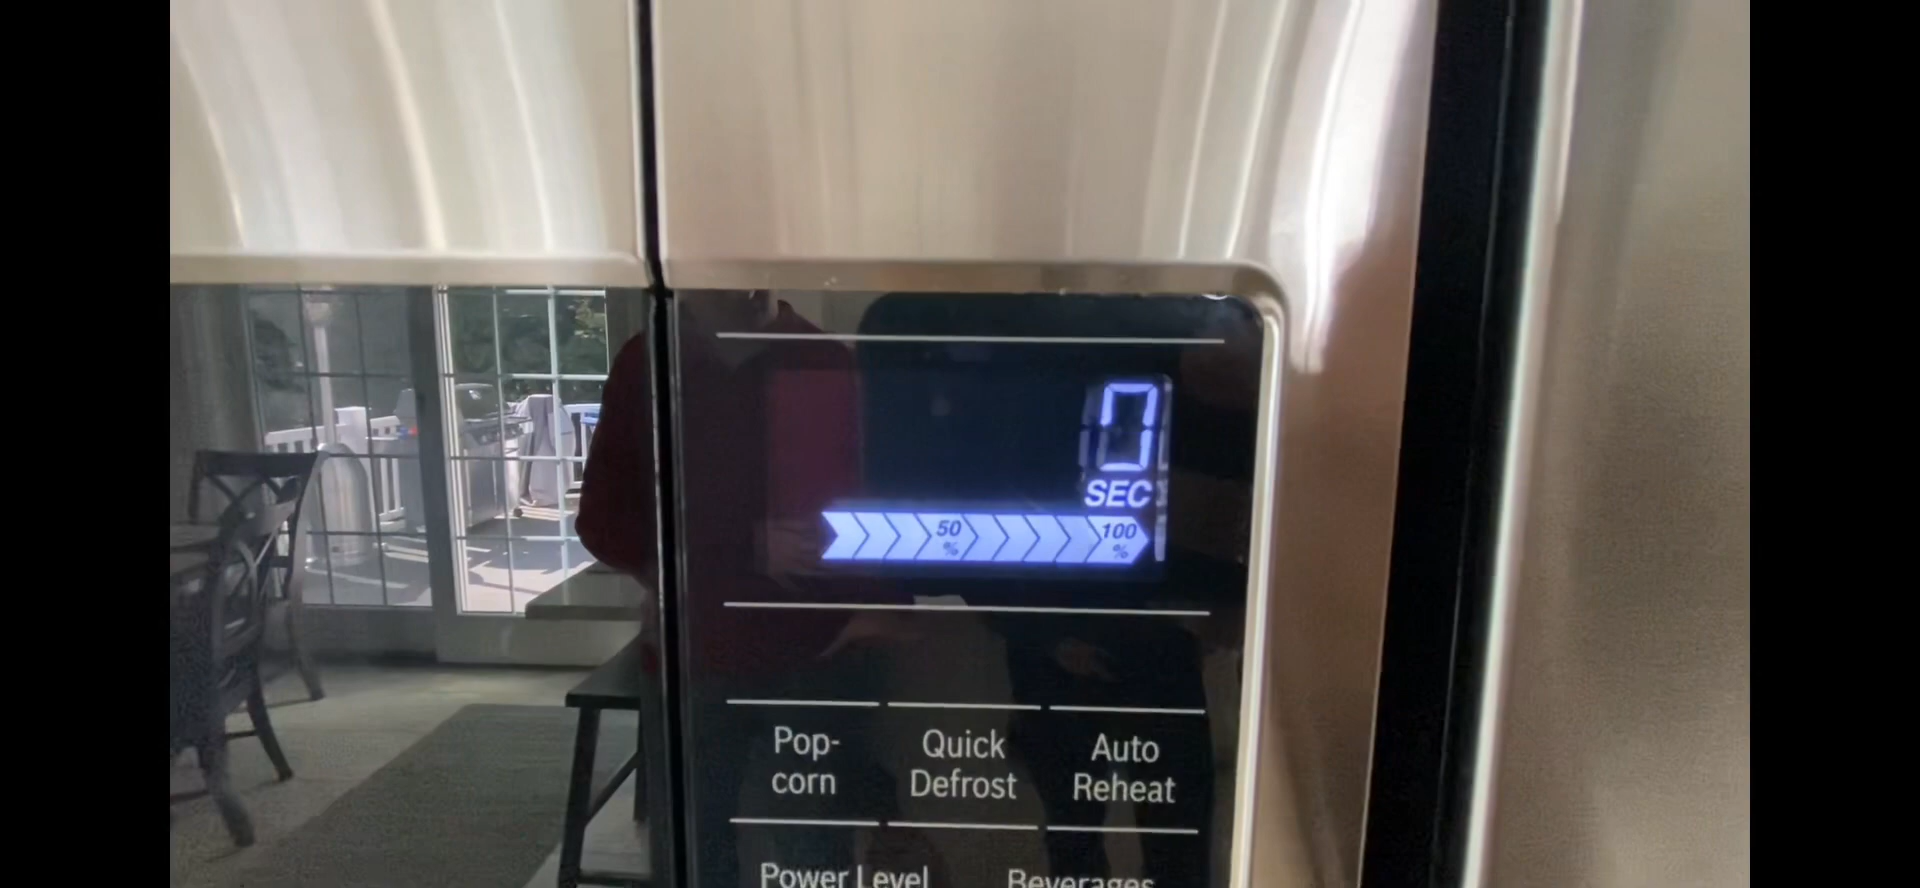 0
SEC
50
%
100
%
Pop-
corn
Quick
Defrost
Auto
Reheat
Power Level
Beverages